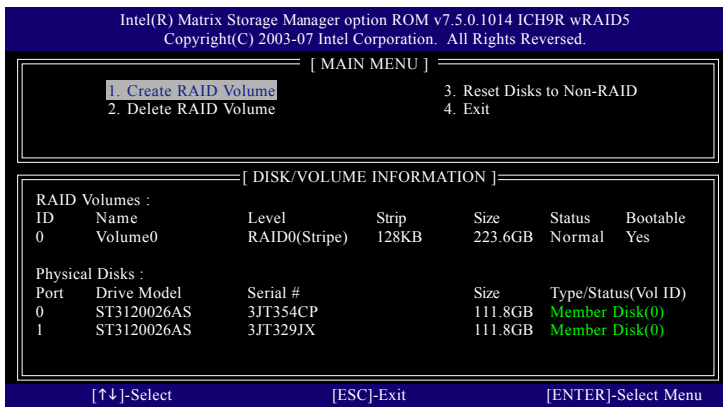 Intel(R) Matrix Storage Manager option ROM v7.5.0.1014 ICH9R wRAID5
Copyright(C) 2003-07 Intel Corporation. All Rights Reversed.
[ MAIN MENU ]
1. Create RAID Volume 3. Reset Disks to Non-RAID
2. Delete RAID Volume 4. Exit
[ DISK/VOLUME INFORMATION ]
RAID Volumes :
ID Name Level Strip Size Status Bootable
0 Volume0 RAID0(Stripe) 128KB 223.6GB Normal Yes
Physical Disks :
Port Drive Model Serial # Size Type/Status(Vol ID)
0 ST3120026AS 3JT354CP 111.8GB Member Disk(0)
1 ST3120026AS 3JT329JX 111.8GB Member Disk(0)
[↑↓]-Select [ESC]-Exit [ENTER]-Select Menu